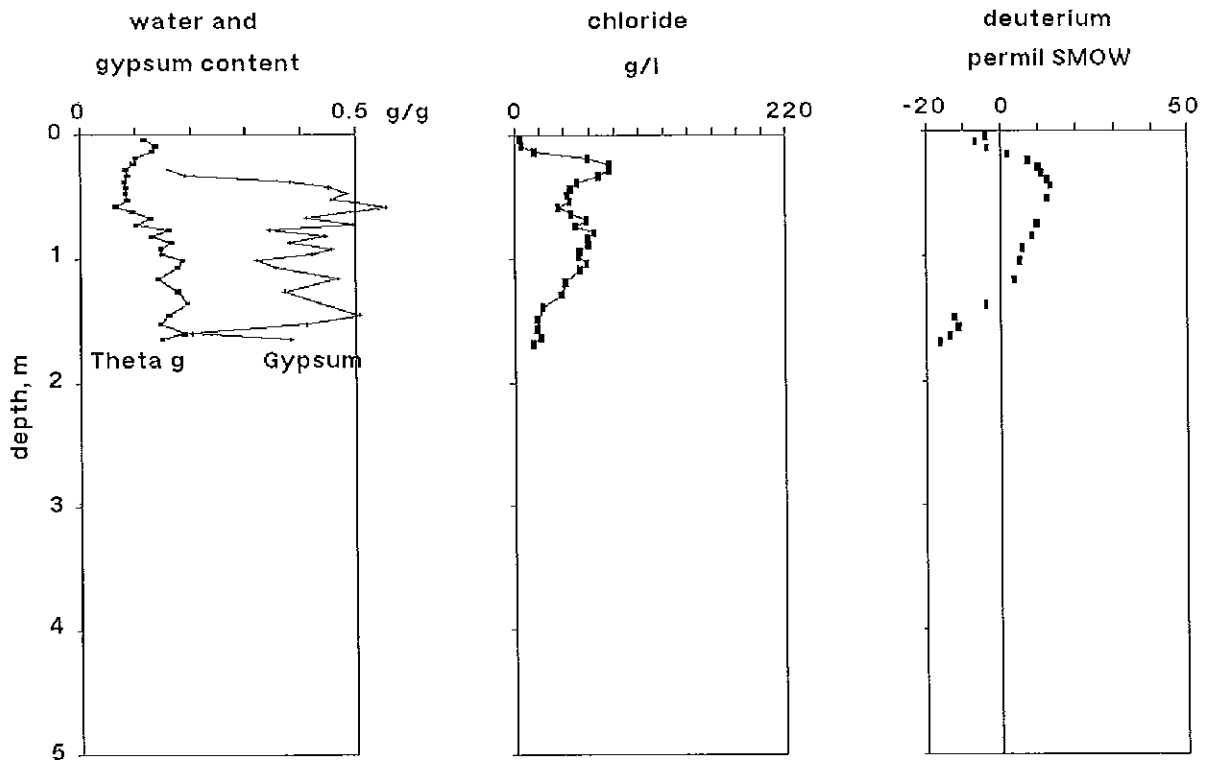 water and
gypsum content
0 0.5 g/g
chloride
g/l
0 220
deuterium
permil SMOW
-20 0 50
0
1
2
3
4
5
depth, m
Theta g Gypsum